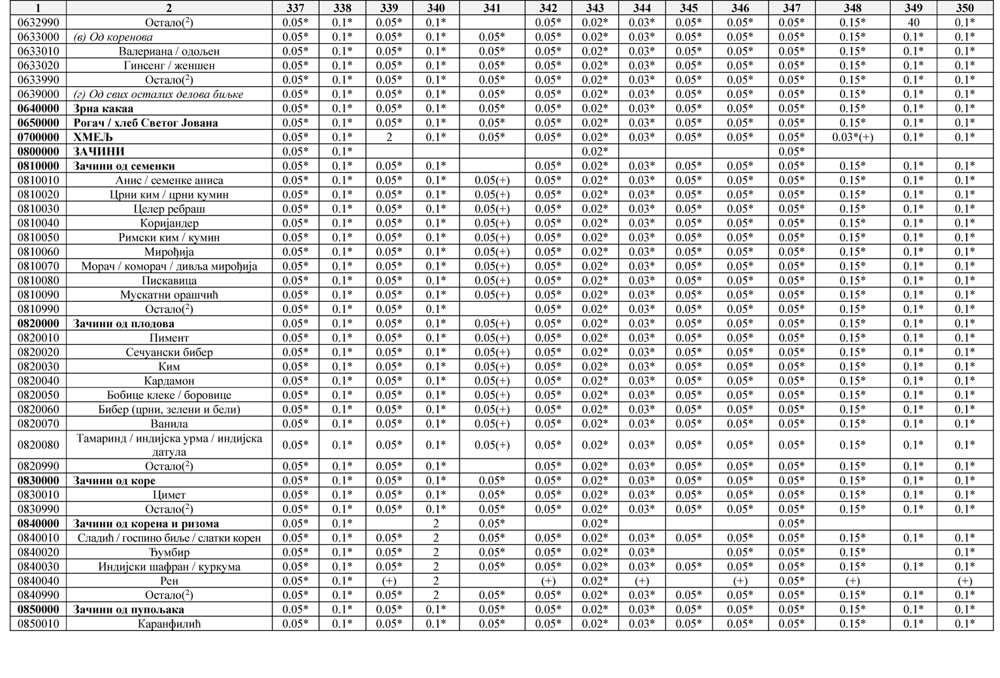 1 2 337 338 339 340 341 342 343 344 345 346 347 348 349 350
0632990 Остало(2) 0.05* 0.1* 0.05* 0.1* 0.05* 0.02* 0.03* 0.05* 0.05* 0.05* 0.15* 40 0.1*
0633000 (в) Од коренова 0.05* 0.1* 0.05* 0.1* 0.05* 0.05* 0.02* 0.03* 0.05* 0.05* 0.05* 0.15* 0.1* 0.1*
0633010 Валериана / одољен 0.05* 0.1* 0.05* 0.1* 0.05* 0.05* 0.02* 0.03* 0.05* 0.05* 0.05* 0.15* 0.1* 0.1*
0633020 Гинсенг / женшен 0.05* 0.1* 0.05* 0.1* 0.05* 0.05* 0.02* 0.03* 0.05* 0.05* 0.05* 0.15* 0.1* 0.1*
0633990 Остало(2) 0.05* 0.1* 0.05* 0.1* 0.05* 0.05* 0.02* 0.03* 0.05* 0.05* 0.05* 0.15* 0.1* 0.1*
0639000 (г) Од свих осталих делова биљке 0.05* 0.1* 0.05* 0.1* 0.05* 0.05* 0.02* 0.03* 0.05* 0.05* 0.05* 0.15* 0.1* 0.1*
0640000 Зрна какаа 0.05* 0.1* 0.05* 0.1* 0.05* 0.05* 0.02* 0.03* 0.05* 0.05* 0.05* 0.15* 0.1* 0.1*
0650000 Рогач / хлеб Светог Јована 0.05* 0.1* 0.05* 0.1* 0.05* 0.05* 0.02* 0.03* 0.05* 0.05* 0.05* 0.15* 0.1* 0.1*
0700000 ХМЕЉ 0.05* 0.1* 2 0.1* 0.05* 0.05* 0.02* 0.03* 0.05* 0.05* 0.05* 0.03*(+) 0.1* 0.1*
0800000 ЗАЧИНИ 0.05* 0.1* 0.02* 0.05*
0810000 Зачини од семенки 0.05* 0.1* 0.05* 0.1* 0.05* 0.02* 0.03* 0.05* 0.05* 0.05* 0.15* 0.1* 0.1*
0810010 Анис / семенке аниса 0.05* 0.1* 0.05* 0.1* 0.05(+) 0.05* 0.02* 0.03* 0.05* 0.05* 0.05* 0.15* 0.1* 0.1*
0810020 Црни ким / црни кумин 0.05* 0.1* 0.05* 0.1* 0.05(+) 0.05* 0.02* 0.03* 0.05* 0.05* 0.05* 0.15* 0.1* 0.1*
0810030 Целер ребраш 0.05* 0.1* 0.05* 0.1* 0.05(+) 0.05* 0.02* 0.03* 0.05* 0.05* 0.05* 0.15* 0.1* 0.1*
0810040 Коријандер 0.05* 0.1* 0.05* 0.1* 0.05(+) 0.05* 0.02* 0.03* 0.05* 0.05* 0.05* 0.15* 0.1* 0.1*
0810050 Римски ким / кумин 0.05* 0.1* 0.05* 0.1* 0.05(+) 0.05* 0.02* 0.03* 0.05* 0.05* 0.05* 0.15* 0.1* 0.1*
0810060 Мирођија 0.05* 0.1* 0.05* 0.1* 0.05(+) 0.05* 0.02* 0.03* 0.05* 0.05* 0.05* 0.15* 0.1* 0.1*
0810070 Морач / коморач / дивља мирођија 0.05* 0.1* 0.05* 0.1* 0.05(+) 0.05* 0.02* 0.03* 0.05* 0.05* 0.05* 0.15* 0.1* 0.1*
0810080 Пискавица 0.05* 0.1* 0.05* 0.1* 0.05(+) 0.05* 0.02* 0.03* 0.05* 0.05* 0.05* 0.15* 0.1* 0.1*
0810090 Мускатни орашчић 0.05* 0.1* 0.05* 0.1* 0.05(+) 0.05* 0.02* 0.03* 0.05* 0.05* 0.05* 0.15* 0.1* 0.1*
0810990 Остало(2) 0.05* 0.1* 0.05* 0.1* 0.05* 0.02* 0.03* 0.05* 0.05* 0.05* 0.15* 0.1* 0.1*
0820000 Зачини од плодова 0.05* 0.1* 0.05* 0.1* 0.05(+) 0.05* 0.02* 0.03* 0.05* 0.05* 0.05* 0.15* 0.1* 0.1*
0820010 Пимент 0.05* 0.1* 0.05* 0.1* 0.05(+) 0.05* 0.02* 0.03* 0.05* 0.05* 0.05* 0.15* 0.1* 0.1*
0820020 Сечуански бибер 0.05* 0.1* 0.05* 0.1* 0.05(+) 0.05* 0.02* 0.03* 0.05* 0.05* 0.05* 0.15* 0.1* 0.1*
0820030 Ким 0.05* 0.1* 0.05* 0.1* 0.05(+) 0.05* 0.02* 0.03* 0.05* 0.05* 0.05* 0.15* 0.1* 0.1*
0820040 Кардамон 0.05* 0.1* 0.05* 0.1* 0.05(+) 0.05* 0.02* 0.03* 0.05* 0.05* 0.05* 0.15* 0.1* 0.1*
0820050 Бобице клеке / боровице 0.05* 0.1* 0.05* 0.1* 0.05(+) 0.05* 0.02* 0.03* 0.05* 0.05* 0.05* 0.15* 0.1* 0.1*
0820060 Бибер (црни, зелени и бели) 0.05* 0.1* 0.05* 0.1* 0.05(+) 0.05* 0.02* 0.03* 0.05* 0.05* 0.05* 0.15* 0.1* 0.1*
0820070 Ванила 0.05* 0.1* 0.05* 0.1* 0.05(+) 0.05* 0.02* 0.03* 0.05* 0.05* 0.05* 0.15* 0.1* 0.1*
0820080 Тамаринд / индијска урма / индијска
датула 0.05* 0.1* 0.05* 0.1* 0.05(+) 0.05* 0.02* 0.03* 0.05* 0.05* 0.05* 0.15* 0.1* 0.1*
0820990 Остало(2) 0.05* 0.1* 0.05* 0.1* 0.05* 0.02* 0.03* 0.05* 0.05* 0.05* 0.15* 0.1* 0.1*
0830000 Зачини од коре 0.05* 0.1* 0.05* 0.1* 0.05* 0.05* 0.02* 0.03* 0.05* 0.05* 0.05* 0.15* 0.1* 0.1*
0830010 Цимет 0.05* 0.1* 0.05* 0.1* 0.05* 0.05* 0.02* 0.03* 0.05* 0.05* 0.05* 0.15* 0.1* 0.1*
0830990 Остало(2) 0.05* 0.1* 0.05* 0.1* 0.05* 0.05* 0.02* 0.03* 0.05* 0.05* 0.05* 0.15* 0.1* 0.1*
0840000 Зачини од корена и ризома 0.05* 0.1* 2 0.05* 0.02* 0.05*
0840010 Сладић / госпино биље / слатки корен 0.05* 0.1* 0.05* 2 0.05* 0.05* 0.02* 0.03* 0.05* 0.05* 0.05* 0.15* 0.1* 0.1*
0840020 Ђумбир 0.05* 0.1* 0.05* 2 0.05* 0.05* 0.02* 0.03* 0.05* 0.05* 0.15* 0.1*
0840030 Индијски шафран / куркума 0.05* 0.1* 0.05* 2 0.05* 0.05* 0.02* 0.03* 0.05* 0.05* 0.05* 0.15* 0.1* 0.1*
0840040 Рен 0.05* 0.1* (+) 2 (+) 0.02* (+) (+) 0.05* (+) (+)
0840990 Остало(2) 0.05* 0.1* 0.05* 2 0.05* 0.05* 0.02* 0.03* 0.05* 0.05* 0.05* 0.15* 0.1* 0.1*
0850000 Зачини од пупољака 0.05* 0.1* 0.05* 0.1* 0.05* 0.05* 0.02* 0.03* 0.05* 0.05* 0.05* 0.15* 0.1* 0.1*
0850010 Каранфилић 0.05* 0.1* 0.05* 0.1* 0.05* 0.05* 0.02* 0.03* 0.05* 0.05* 0.05* 0.15* 0.1* 0.1*